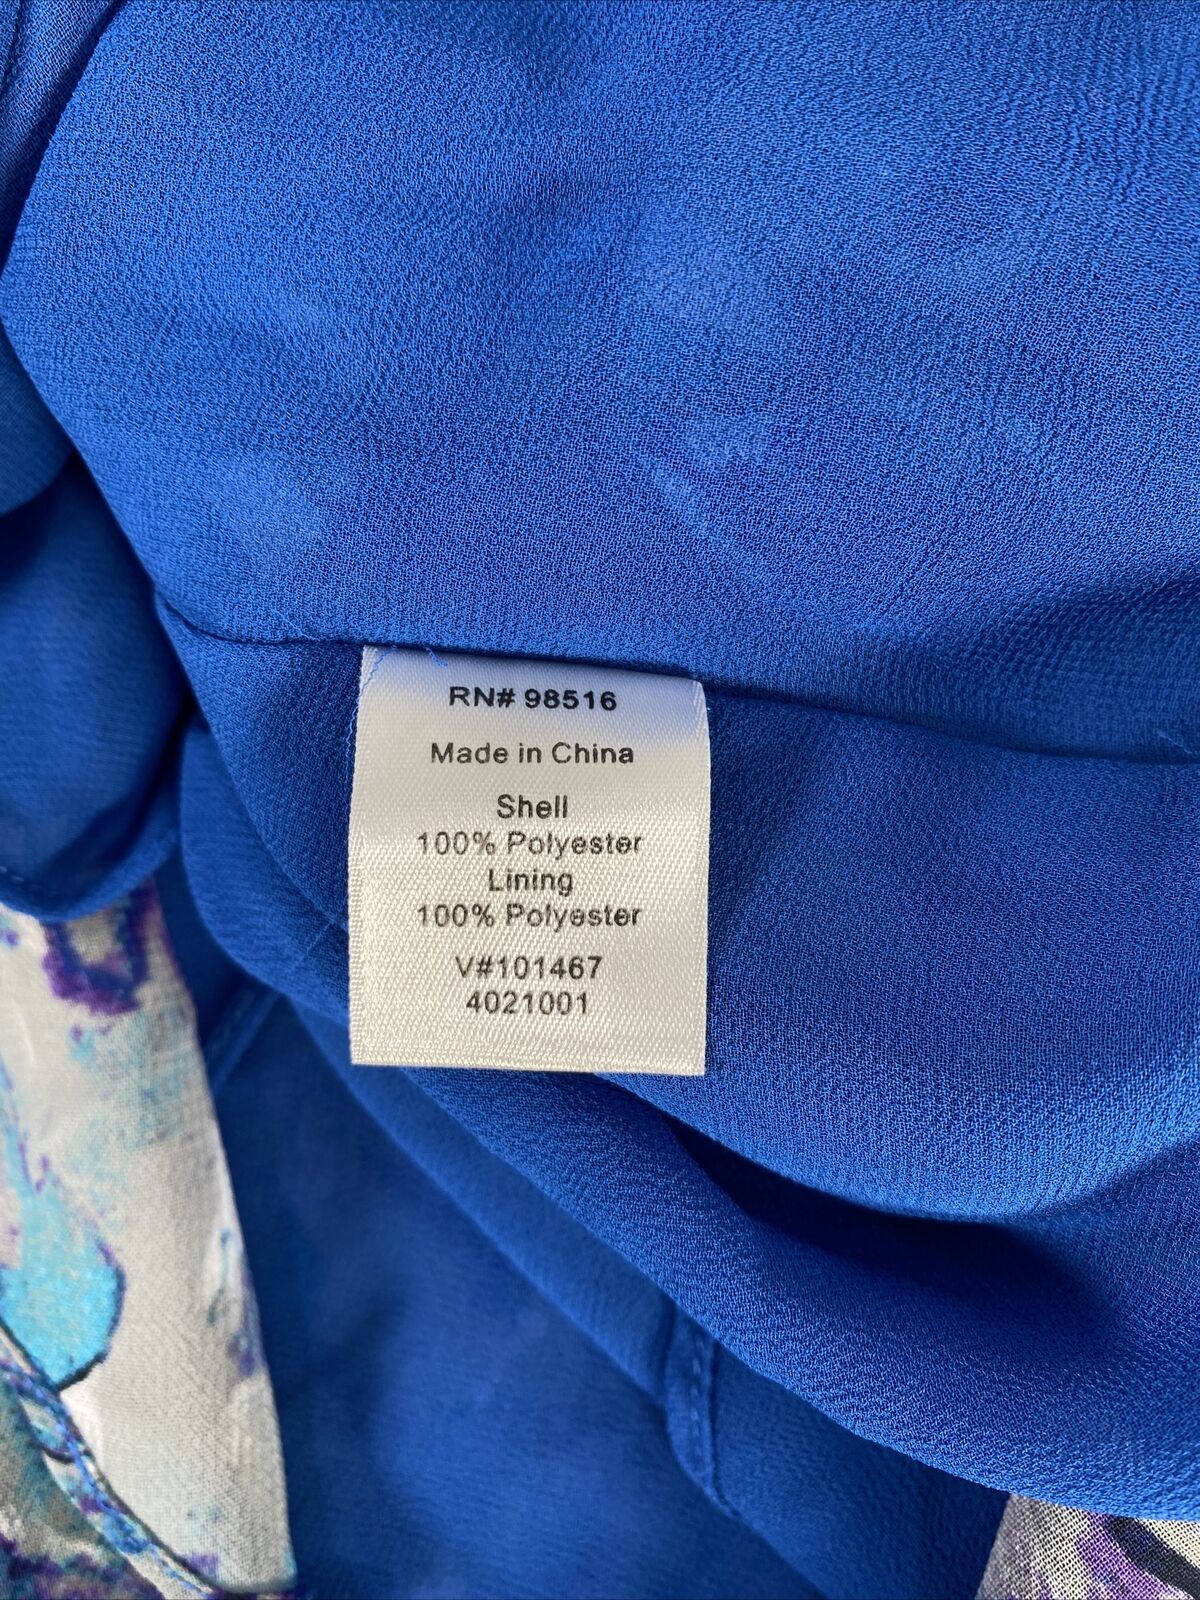 RN# 98516
Made in China
Shell
100% Polyester
Lining
100% Polyester
V#101467
4021001